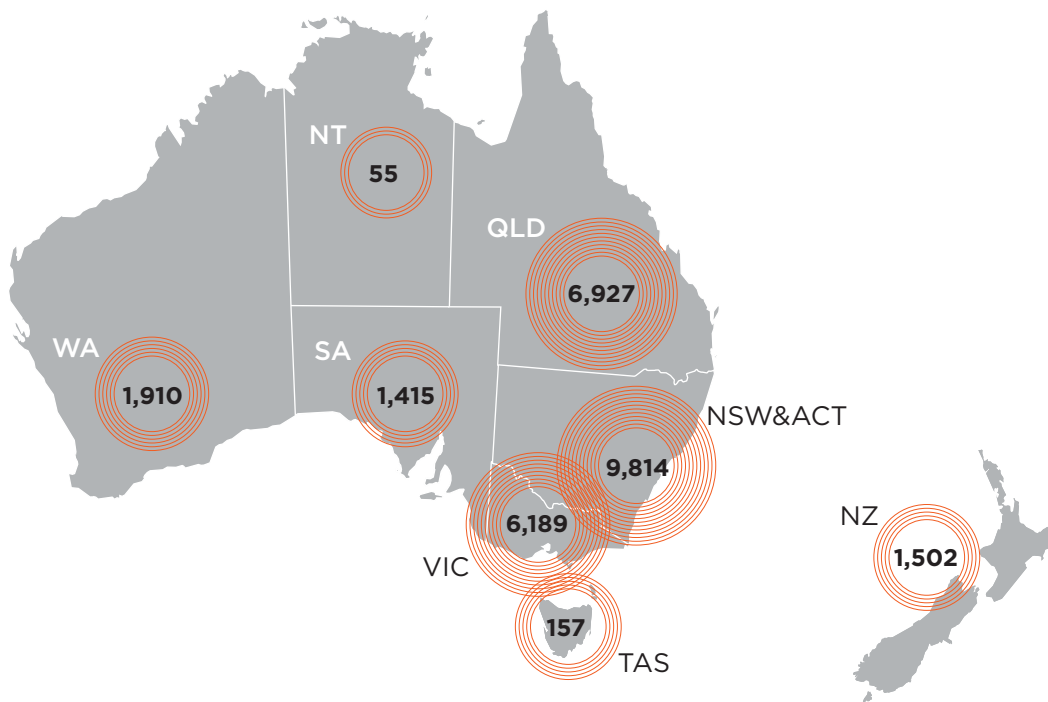 NT
55
QLD
6,927
WA
1,910
SA
1,415
NSW&ACT
9,814
VIC
6,189
TAS
157
NZ
1,502